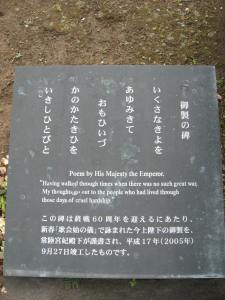 御製の碑
いくさなきよを
あゆみきて
おもひいづ
かのかたきひを
いきしひとびと
Poem by His Majesty the Emperor.
"Having walked through times when there was no such great war,
My thoughts go out to the people who had lived through
those days of cruel hardship."
この碑は終戦60周年を迎えるにあたり、
新春「歌会始の儀」で詠まれた今上陛下の御製を、
常陸宮妃殿下が謹書され、平成17年(2005年)
9月27日竣工したものです。